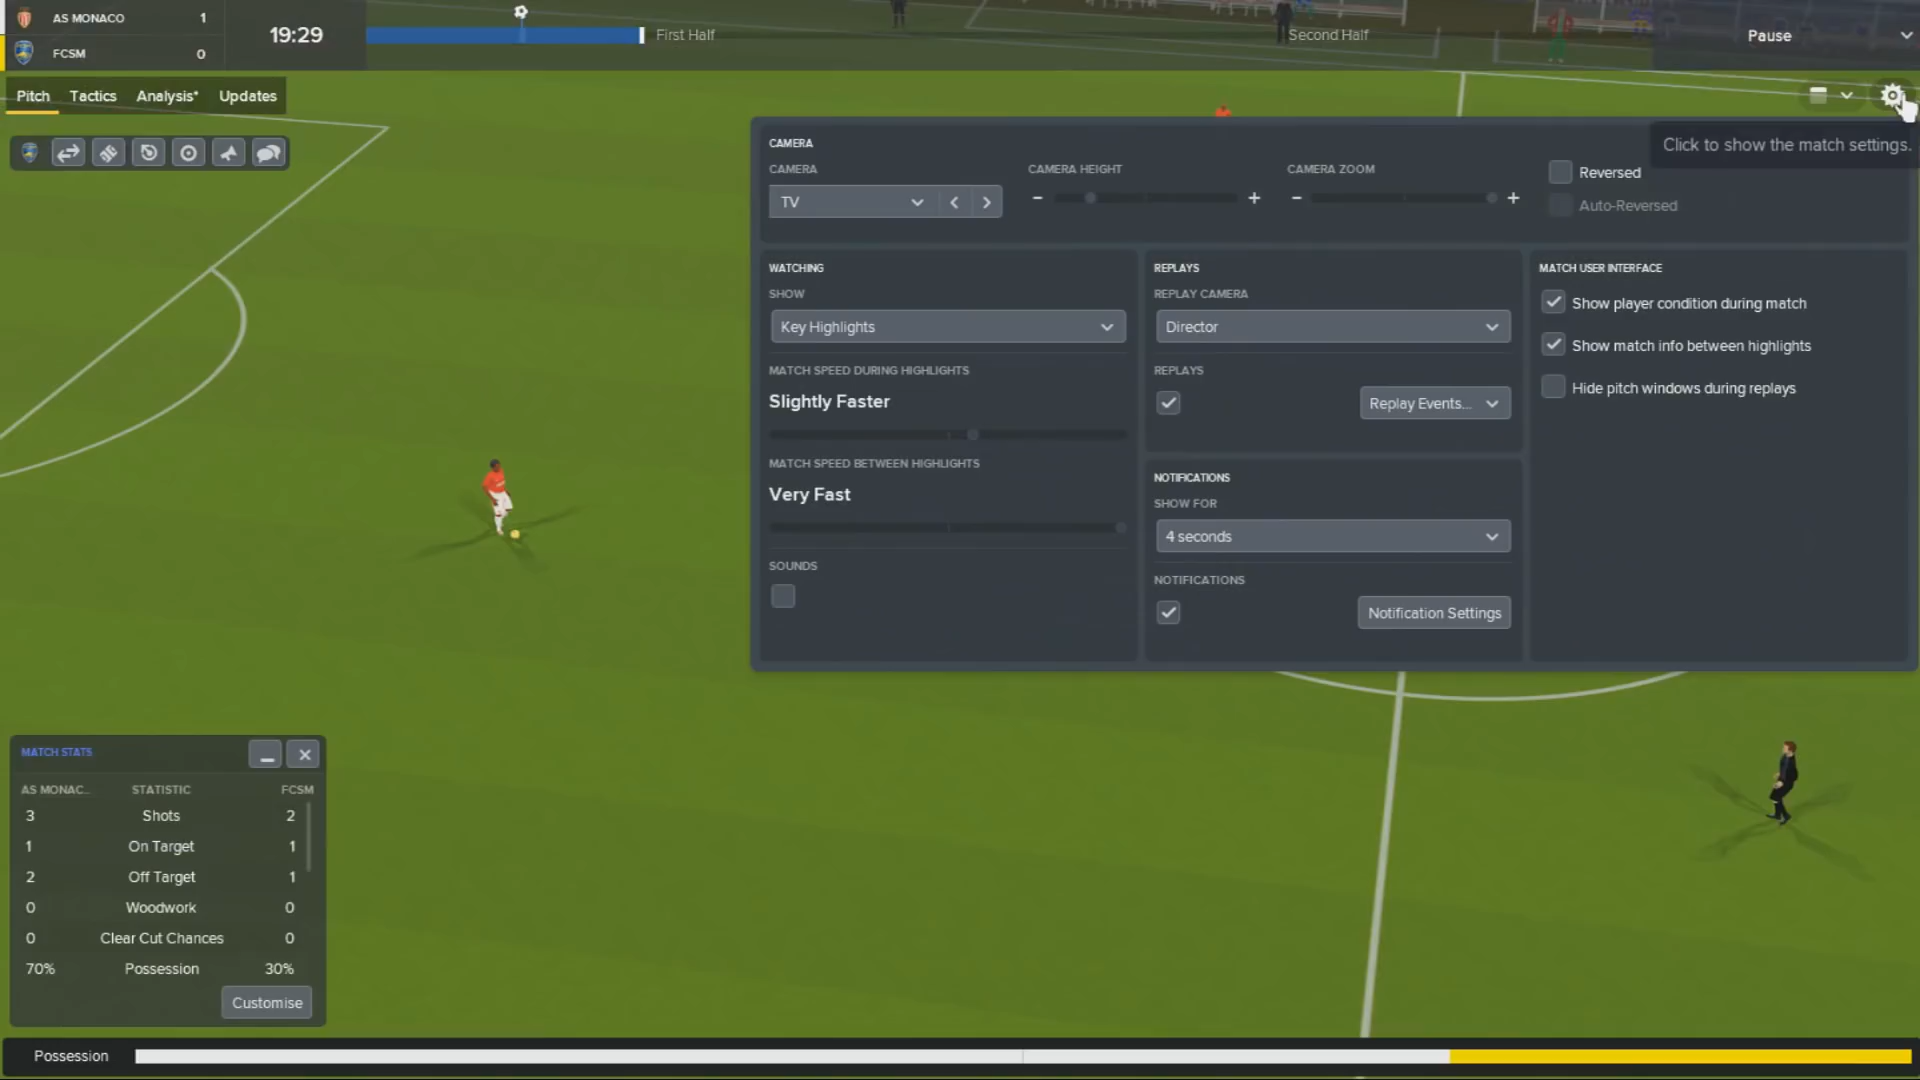 AS MONACO 1
FCSM 0
19:29
First Half
Second Half
Pause
Pitch Tactics Analysis* Updates
Click to show the match settings.
CAMERA
CAMERA
TV
CAMERA HEIGHT
- +
CAMERA ZOOM
- +
Reversed
Auto-Reversed
WATCHING
SHOW
Key Highlights
MATCH SPEED DURING HIGHLIGHTS
Slightly Faster
MATCH SPEED BETWEEN HIGHLIGHTS
Very Fast
SOUNDS
REPLAYS
REPLAY CAMERA
Director
REPLAYS
Replay Events...
NOTIFICATIONS
SHOW FOR
4 seconds
NOTIFICATIONS
Notification Settings
MATCH USER INTERFACE
Show player condition during match
Show match info between highlights
Hide pitch windows during replays
MATCH STATS
AS MONAC... STATISTIC FCSM
3 Shots 2
1 On Target 1
2 Off Target 1
0 Woodwork 0
0 Clear Cut Chances 0
70% Possession 30%
Customise
Possession